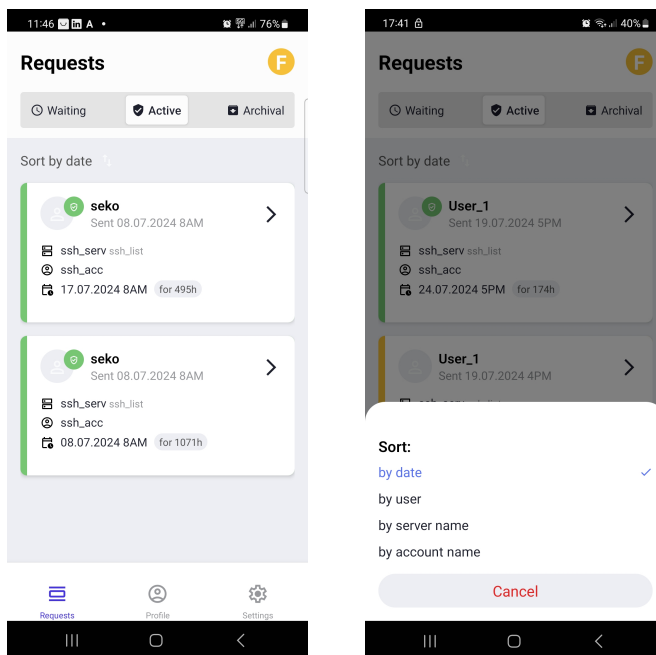 11:46 in A • 76%
Requests F
Waiting Active Archival
Sort by date
seko
Sent 08.07.2024 8AM
ssh_serv ssh_list
ssh_acc
17.07.2024 8AM for 495h
seko
Sent 08.07.2024 8AM
ssh_serv ssh_list
ssh_acc
08.07.2024 8AM for 1071h
Requests Profile Settings
17:41 40%
Requests F
Waiting Active Archival
Sort by date
User_1
Sent 19.07.2024 5PM
ssh_serv ssh_list
ssh_acc
24.07.2024 5PM for 174h
User_1
Sent 19.07.2024 4PM
Sort:
by date
by user
by server name
by account name
Cancel